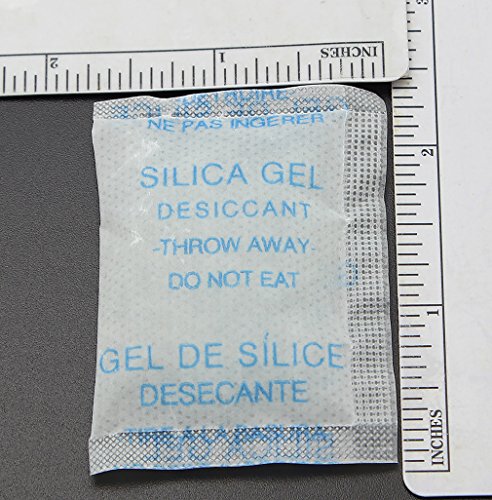 2
1
INCHES
3
NE PAS INGERER
2
SILICA GEL
DESICCANT
-THROW AWAY-
DO NOT EAT
1
GEL DE SÍLICE
DESECANTE
INCHES